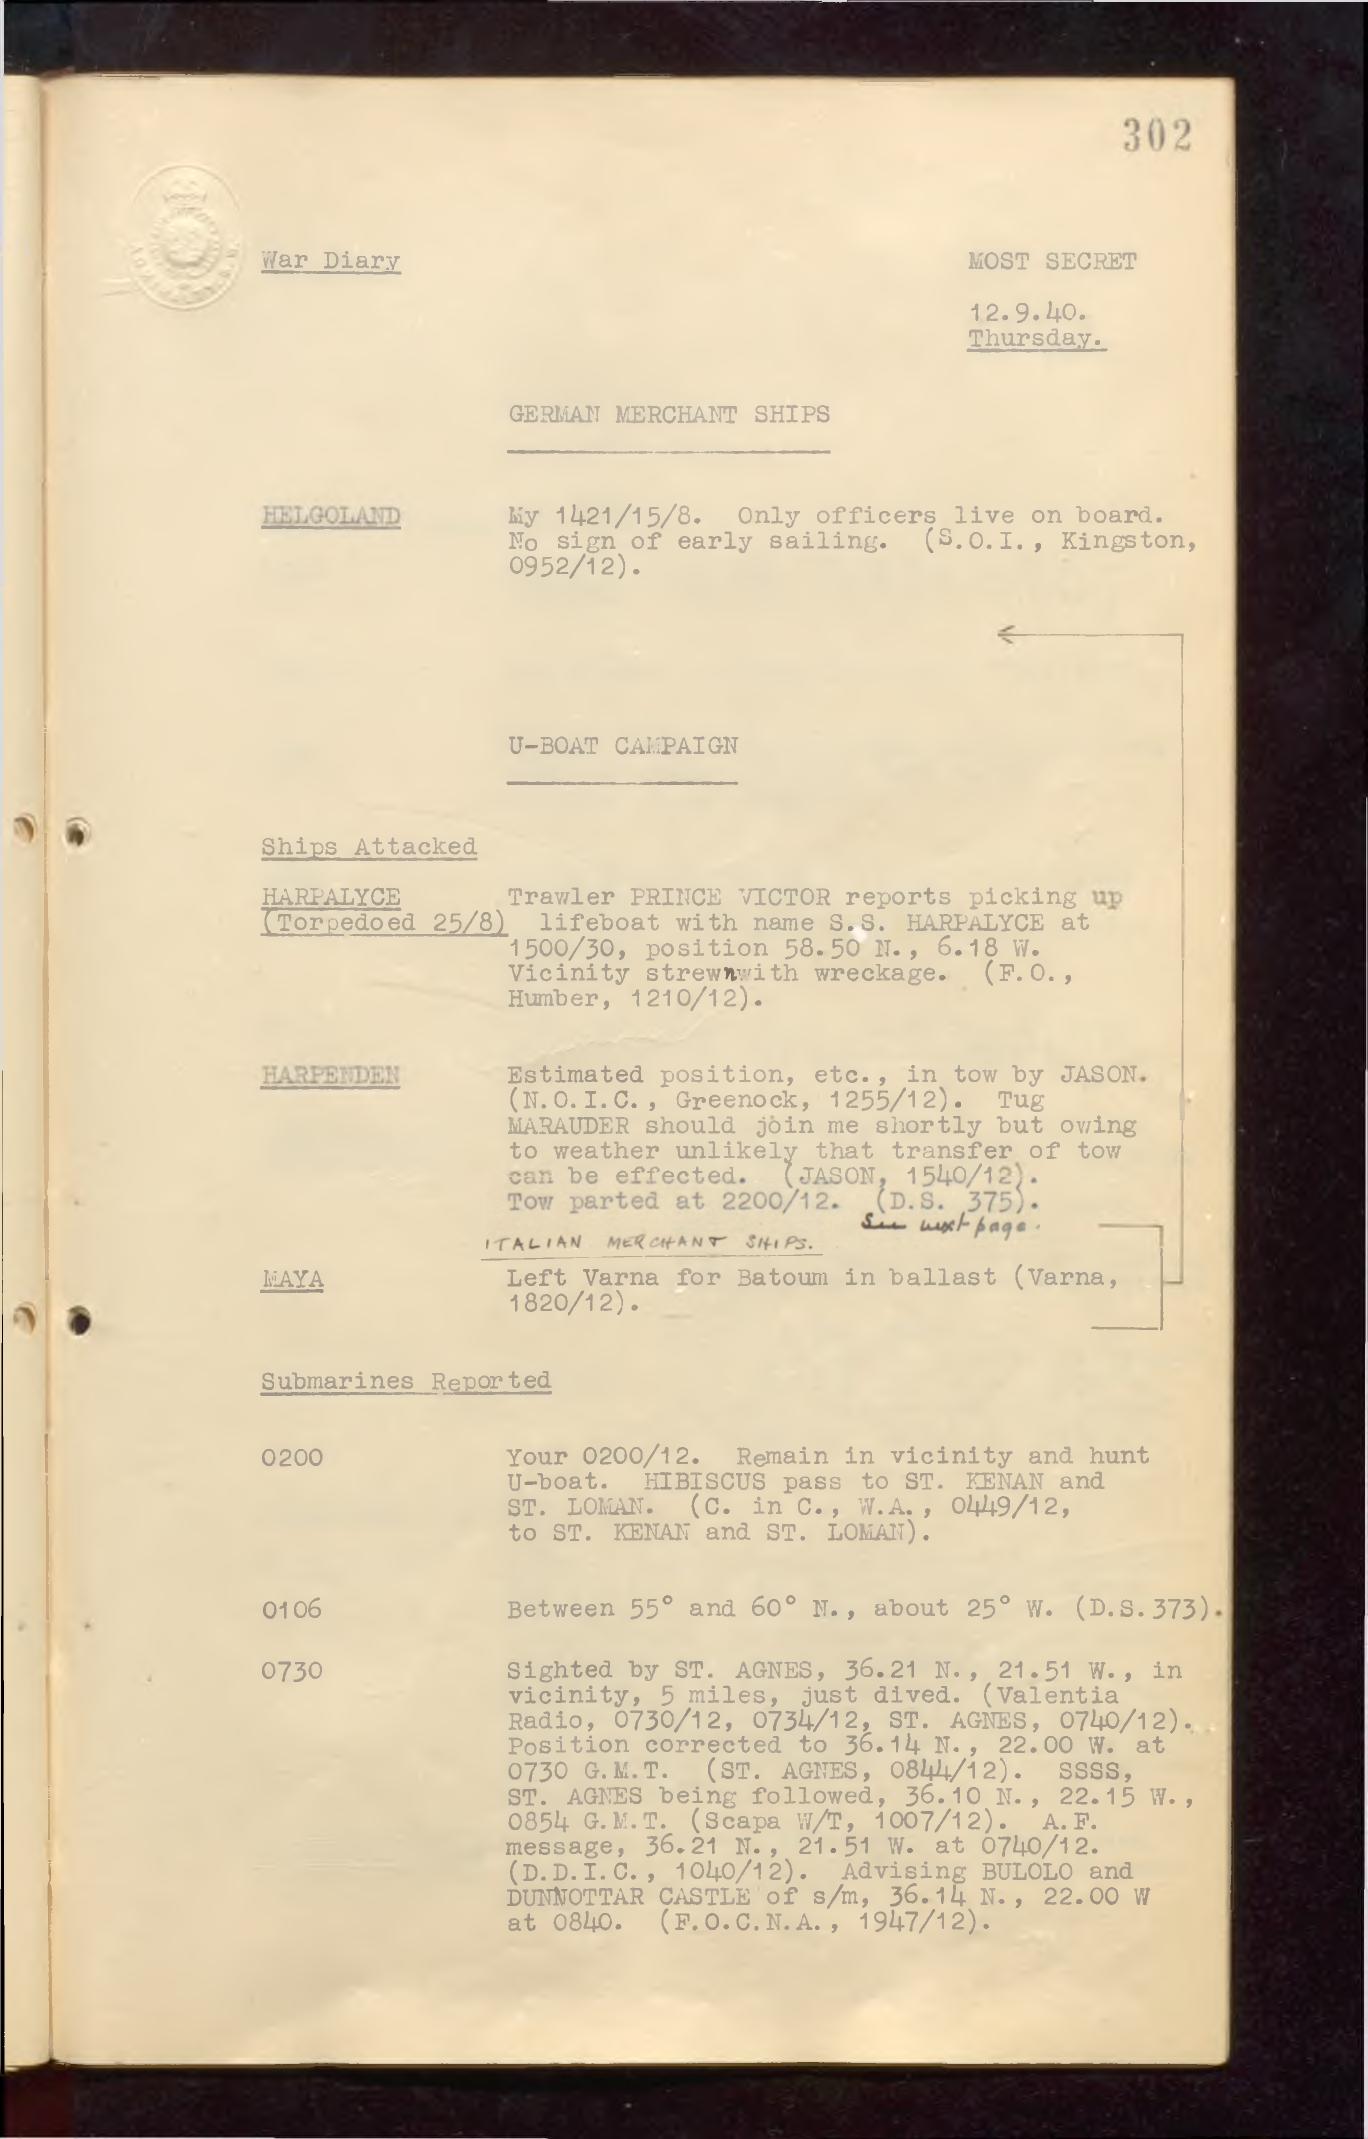 302
War Diary MOST SECRET
12.9.40.
Thursday.
GERMAN MERCHANT SHIPS
HELGOLAND My 1421/15/8. Only officers live on board.
No sign of early sailing. (S.O.I., Kingston,
0952/12).
U-BOAT CAMPAIGN
Ships Attacked
HARPALYCE Trawler PRINCE VICTOR reports picking up
(Torpedoed 25/8) lifeboat with name S.S. HARPALYCE at
1500/30, position 58.50 N., 6.18 W.
Vicinity strewn with wreckage. (F.O.,
Humber, 1210/12).
HARPENDEN Estimated position, etc., in tow by JASON.
(N.O.I.C., Greenock, 1255/12). Tug
MARAUDER should join me shortly but owing
to weather unlikely that transfer of tow
can be effected. (JASON, 1540/12).
Tow parted at 2200/12. (D.S. 375).
See next page.
ITALIAN MERCHANT SHIPS.
MAYA Left Varna for Batoum in ballast (Varna,
1820/12).
Submarines Reported
0200 Your 0200/12. Remain in vicinity and hunt
U-boat. HIBISCUS pass to ST. KENAN and
ST. LOMAN. (C. in C., W.A., 0449/12,
to ST. KENAN and ST. LOMAN).
0106 Between 55° and 60° N., about 25° W. (D.S.373).
0730 Sighted by ST. AGNES, 36.21 N., 21.51 W., in
vicinity, 5 miles, just dived. (Valentia
Radio, 0730/12, 0734/12, ST. AGNES, 0740/12).
Position corrected to 36.14 N., 22.00 W. at
0730 G.M.T. (ST. AGNES, 0844/12). SSSS,
ST. AGNES being followed, 36.10 N., 22.15 W.,
0854 G.M.T. (Scapa W/T, 1007/12). A.F.
message, 36.21 N., 21.51 W. at 0740/12.
(D.D.I.C., 1040/12). Advising BULOLO and
DUNNOTTAR CASTLE of s/m, 36.14 N., 22.00 W
at 0840. (F.O.C.N.A., 1947/12).